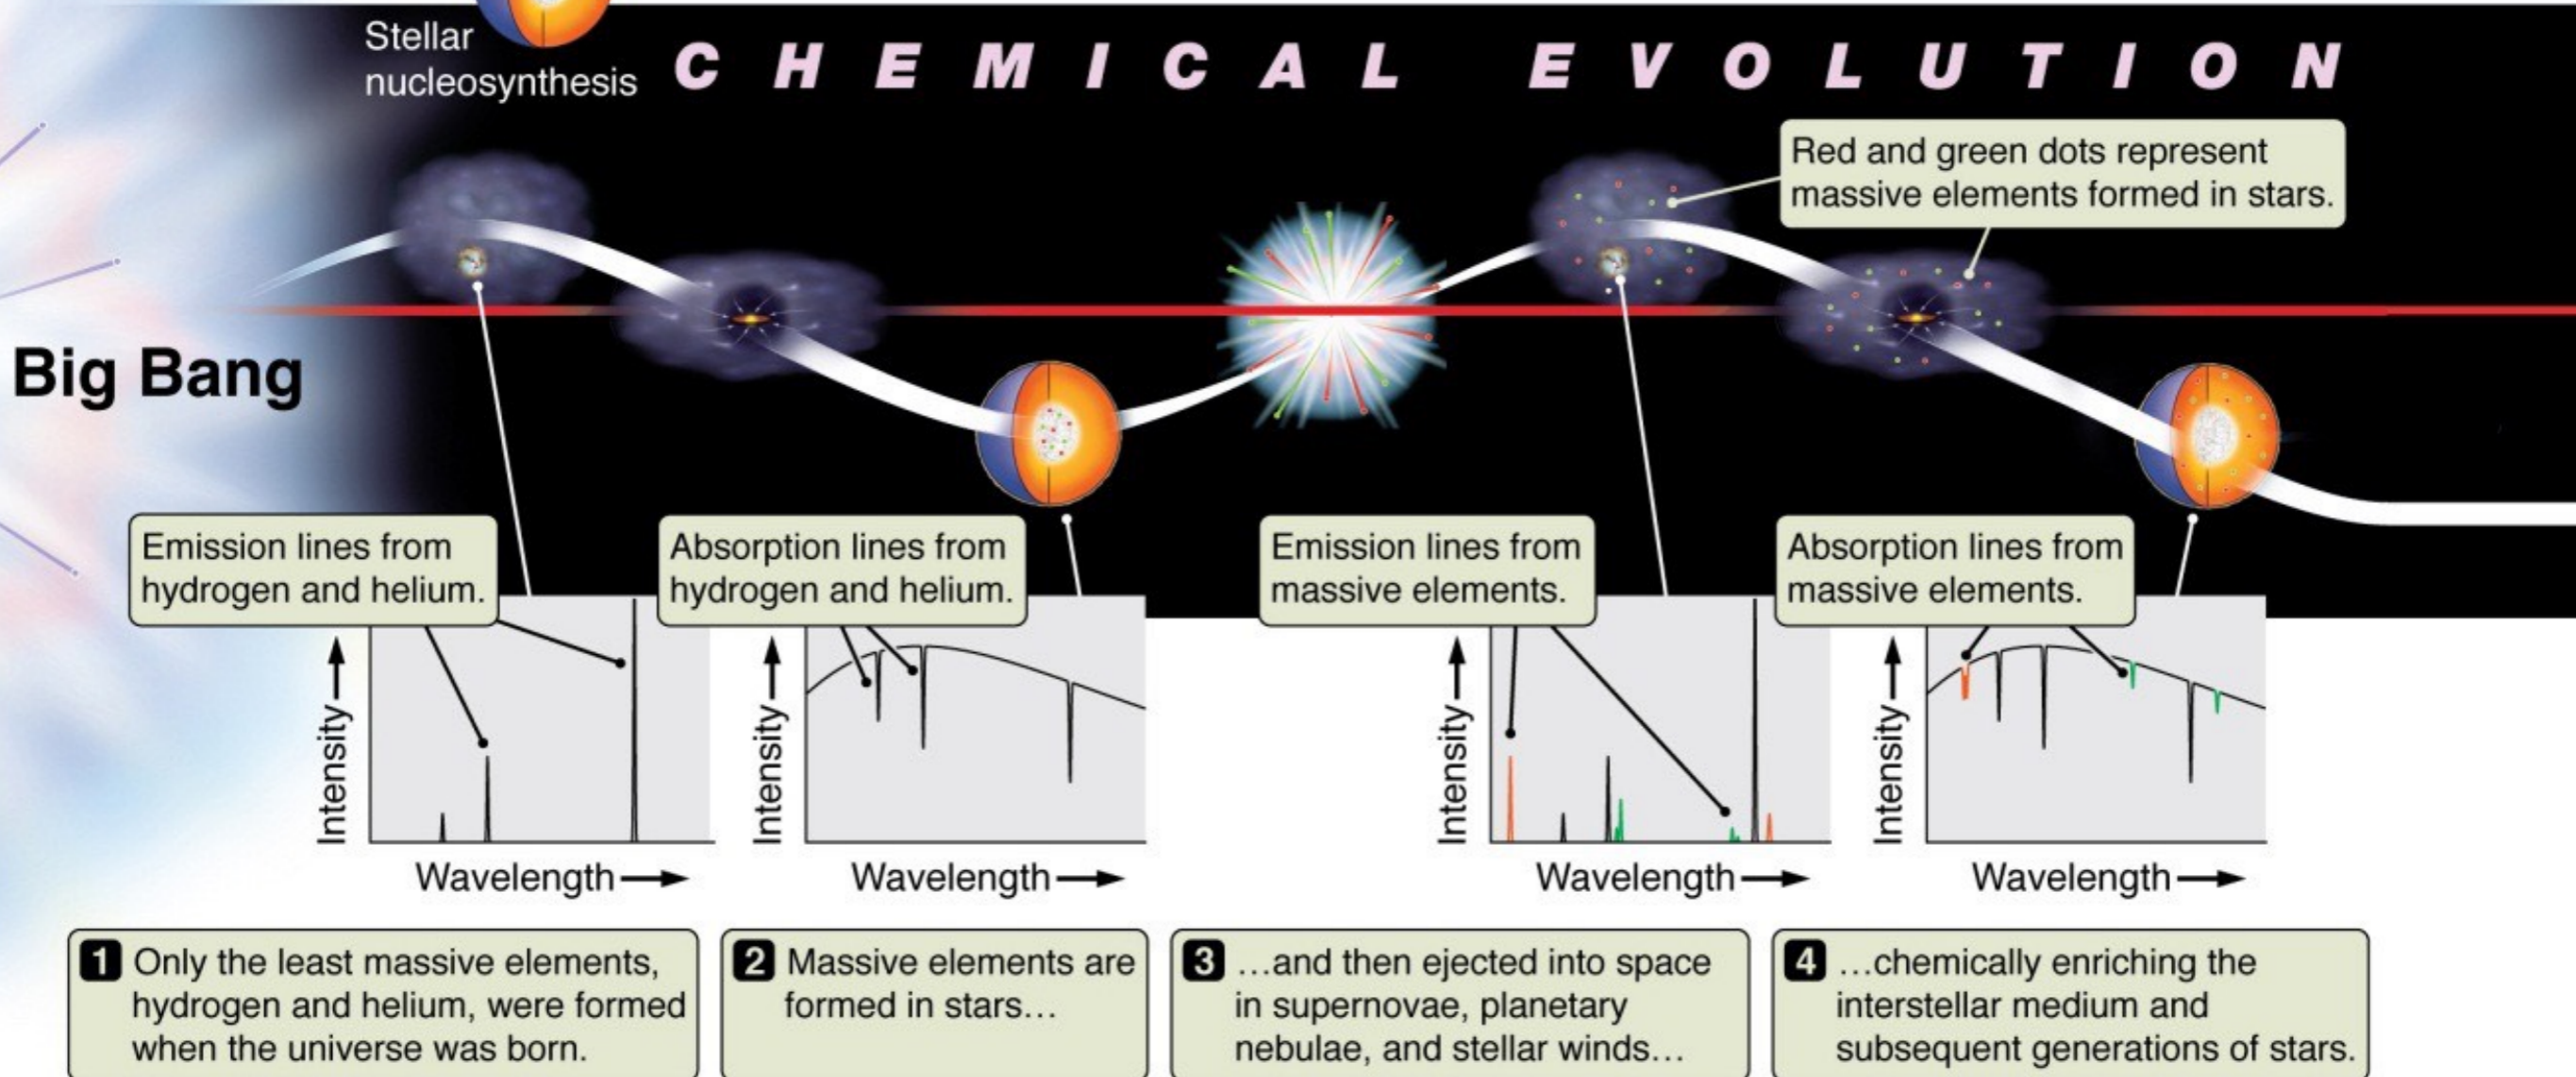 Stellar
nucleosynthesis
CHEMICAL EVOLUTION
Red and green dots represent
massive elements formed in stars.
Big Bang
Emission lines from
hydrogen and helium.
Absorption lines from
hydrogen and helium.
Emission lines from
massive elements.
Absorption lines from
massive elements.
Intensity
Wavelength
Intensity
Wavelength
Intensity
Wavelength
Intensity
Wavelength
1 Only the least massive elements,
hydrogen and helium, were formed
when the universe was born.
2 Massive elements are
formed in stars…
3 …and then ejected into space
in supernovae, planetary
nebulae, and stellar winds…
4 …chemically enriching the
interstellar medium and
subsequent generations of stars.